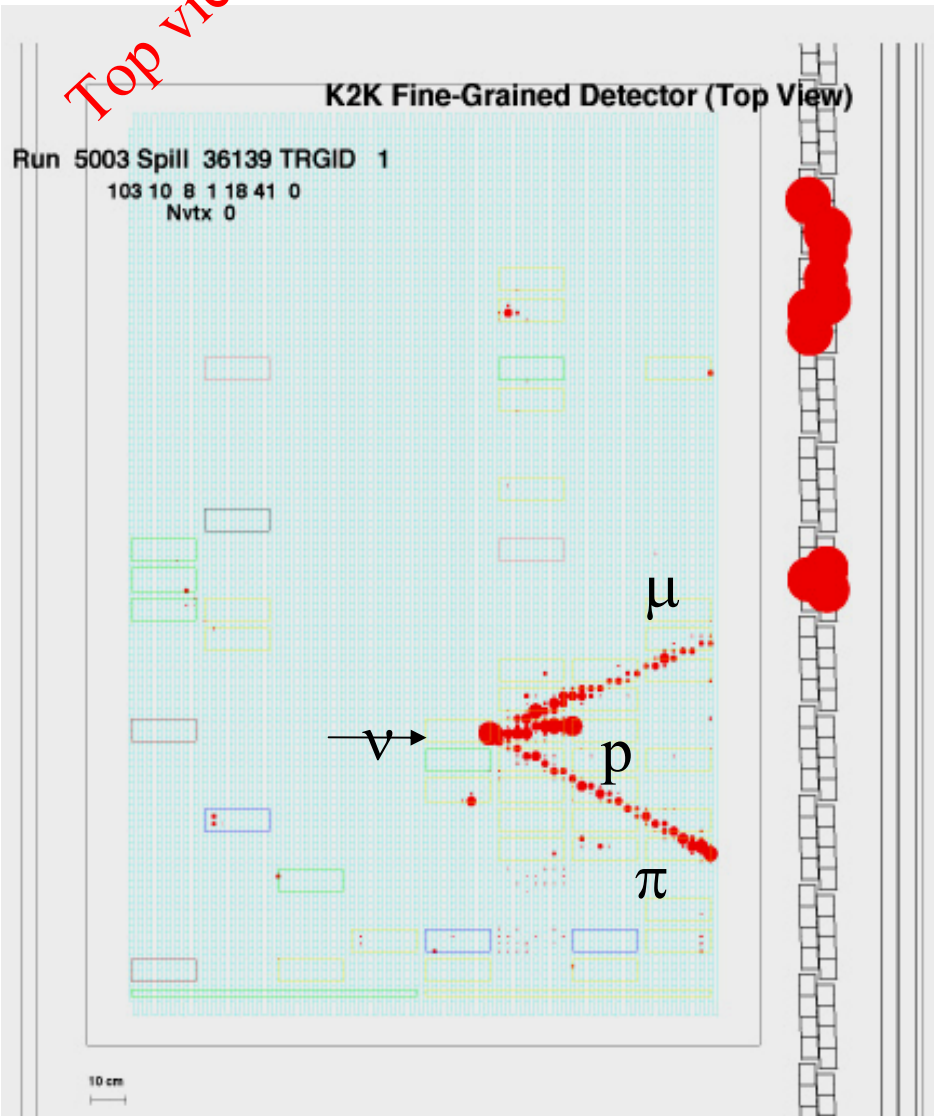 Top vie
K2K Fine-Grained Detector (Top View)
Run 5003 Spill 36139 TRGID 1
103 10 8 1 18 41 0
Nvtx 0
μ
ν
p
π
10 cm